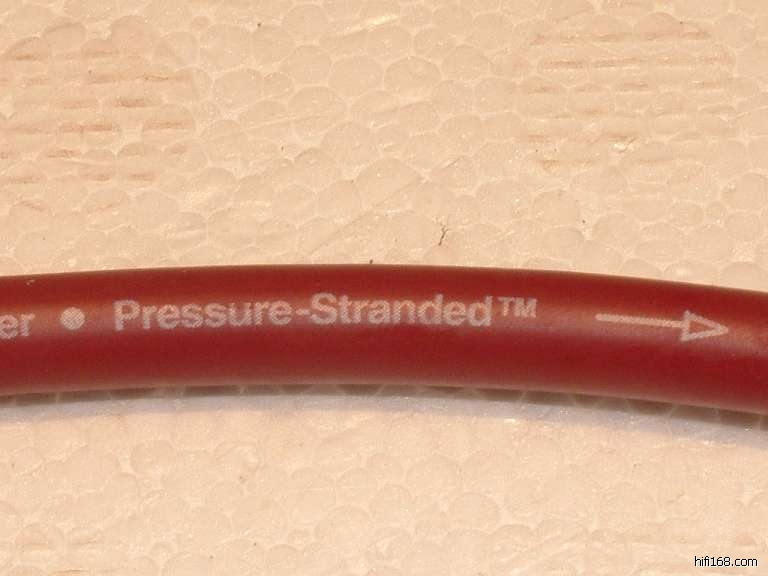 er • Pressure-Stranded™
hifi168.com